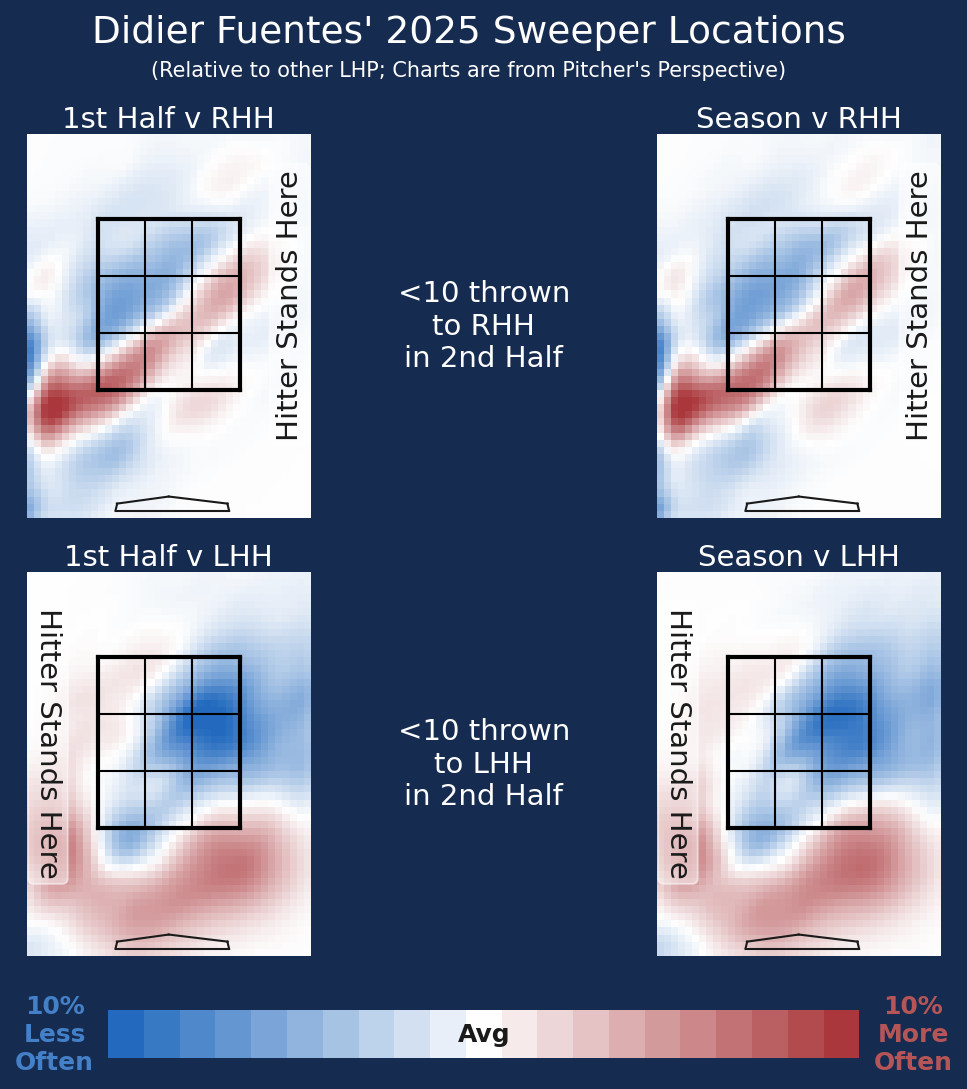 Didier Fuentes' 2025 Sweeper Locations
(Relative to other LHP; Charts are from Pitcher's Perspective)
1st Half v RHH
Season v RHH
Hitter Stands Here
<10 thrown
to RHH
in 2nd Half
Hitter Stands Here
1st Half v LHH
Season v LHH
Hitter Stands Here
<10 thrown
to LHH
in 2nd Half
Hitter Stands Here
10%
Less
Often
Avg
10%
More
Often